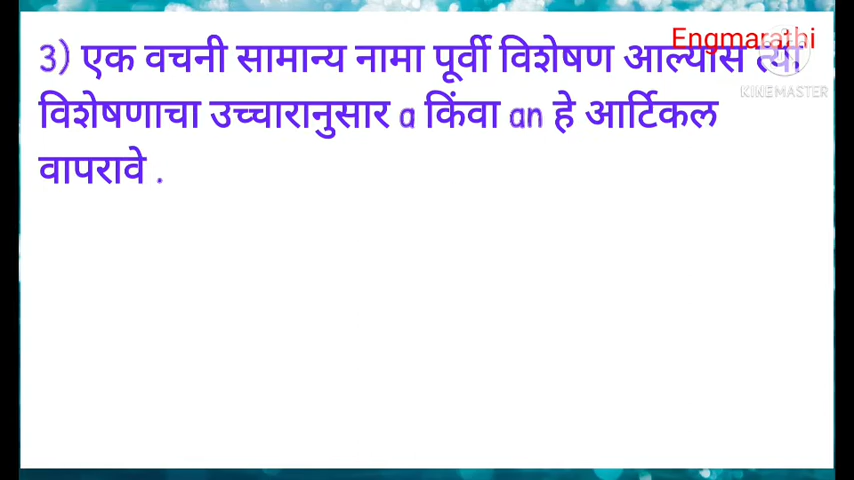 Engmarathi
3) एक वचनी सामान्य नामा पूर्वी विशेषण आल्यास त्या
KINEMASTER
विशेषणाचा उच्चारानुसार a किंवा an हे आर्टिकल
वापरावे .